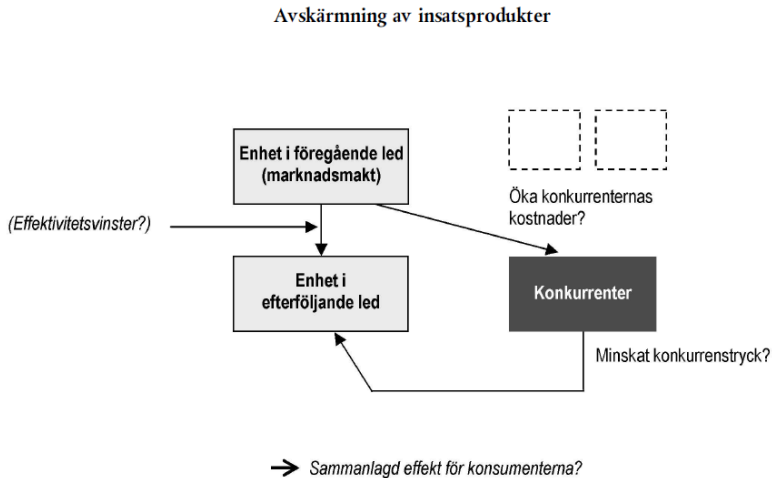 Avskärmning av insatsprodukter
Enhet i föregående led
(marknadsmakt)
Öka konkurrenternas
kostnader?
(Effektivitetsvinster?)
Enhet i
efterföljande led
Konkurrenter
Minskat konkurrenstryck?
Sammanlagd effekt för konsumenterna?